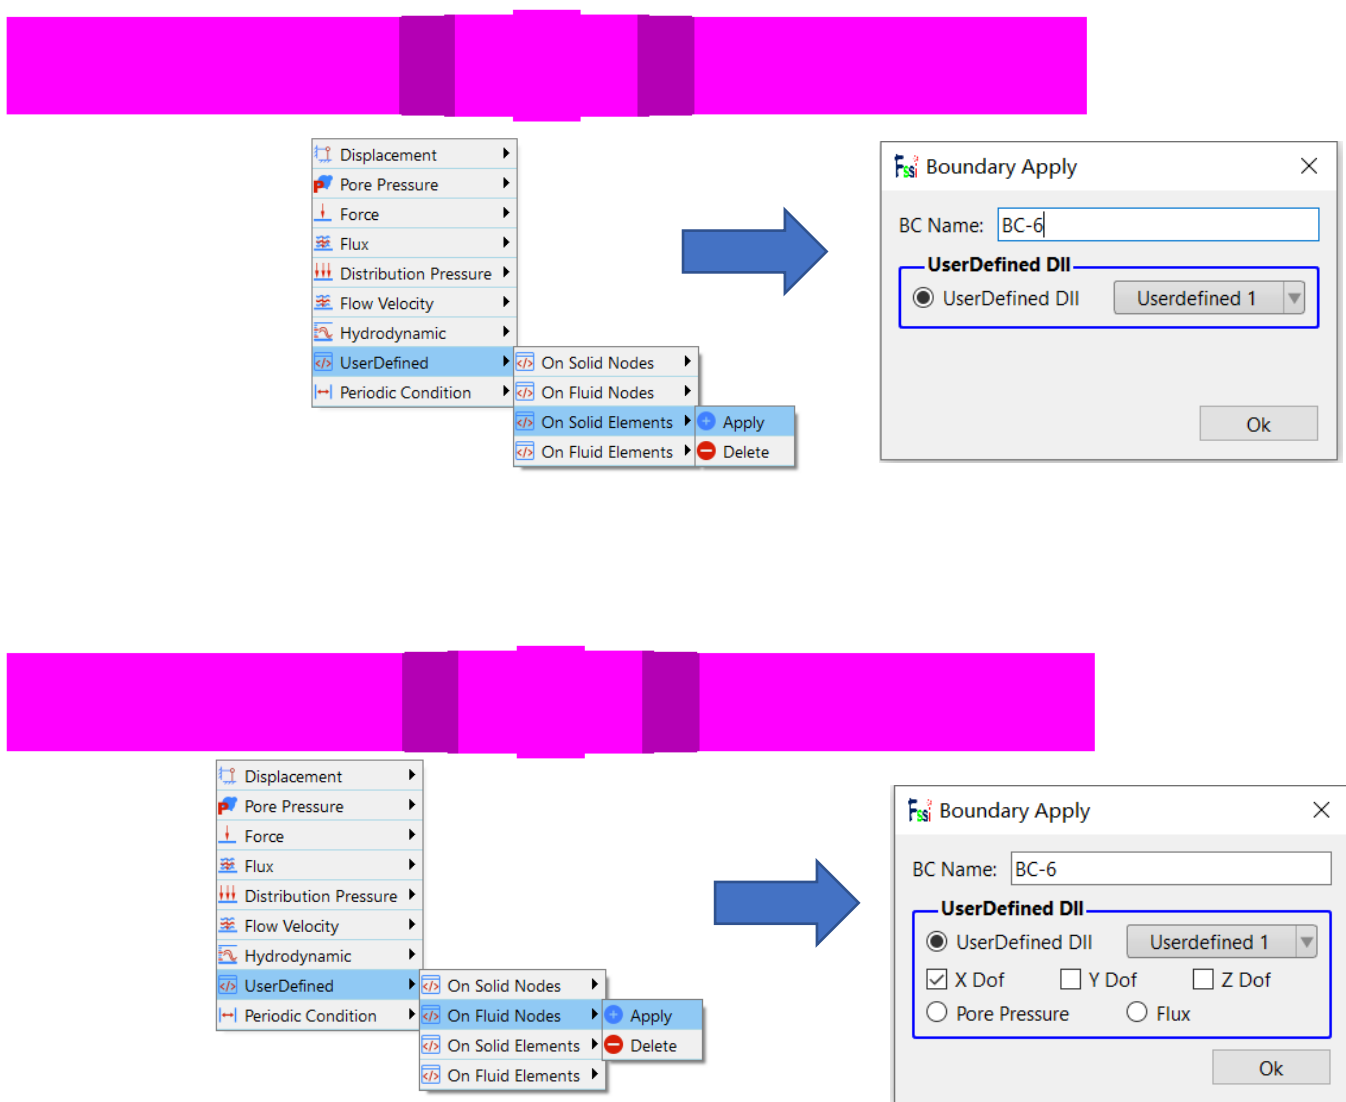 Displacement
Pore Pressure
Force
Flux
Distribution Pressure
Flow Velocity
Hydrodynamic
UserDefined
Periodic Condition
On Solid Nodes
On Fluid Nodes
On Solid Elements
On Fluid Elements
Apply
Delete
Fssi Boundary Apply
BC Name: BC-6
UserDefined Dll
UserDefined Dll Userdefined 1
Ok
Displacement
Pore Pressure
Force
Flux
Distribution Pressure
Flow Velocity
Hydrodynamic
UserDefined
Periodic Condition
On Solid Nodes
On Fluid Nodes
On Solid Elements
On Fluid Elements
Apply
Delete
Fssi Boundary Apply
BC Name: BC-6
UserDefined Dll
UserDefined Dll Userdefined 1
X Dof Y Dof Z Dof
Pore Pressure Flux
Ok